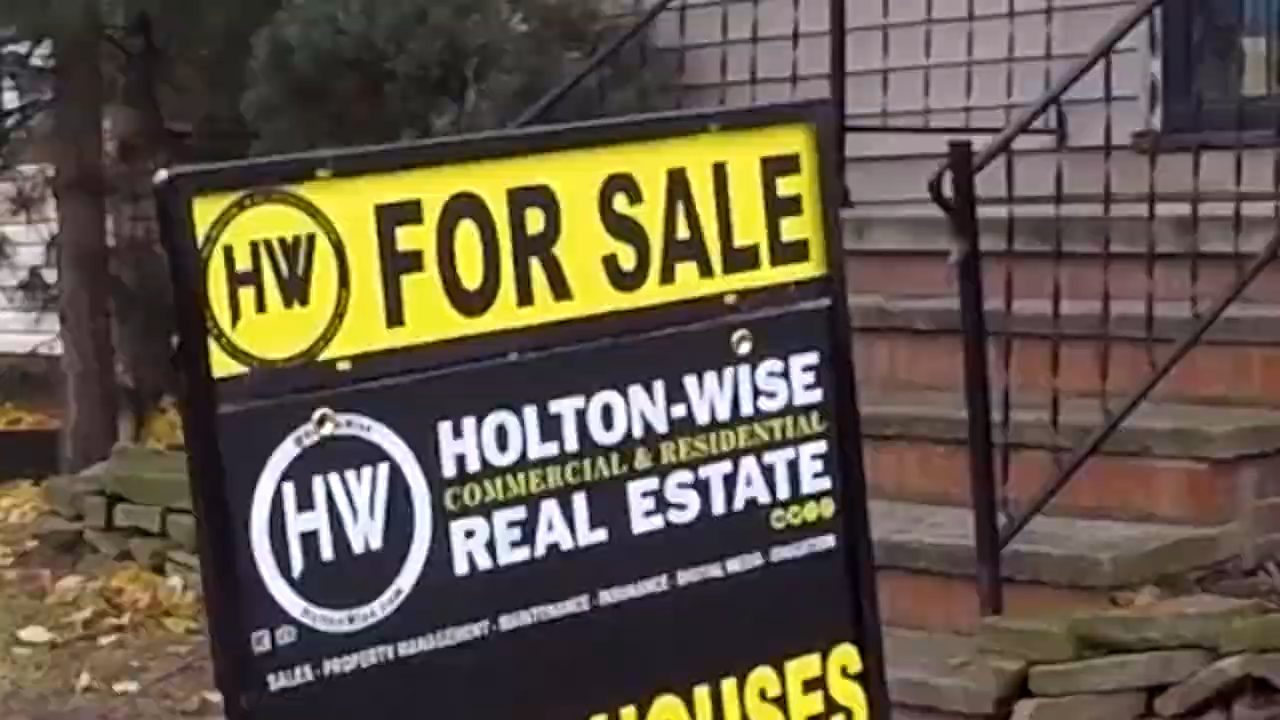 HW FOR SALE
HOLTON-WISE
COMMERCIAL & RESIDENTIAL
REAL ESTATE
HW
SALES · PROPERTY MANAGEMENT · MAINTENANCE · INSURANCE · DIGITAL MEDIA · EDUCATION
HOUSES